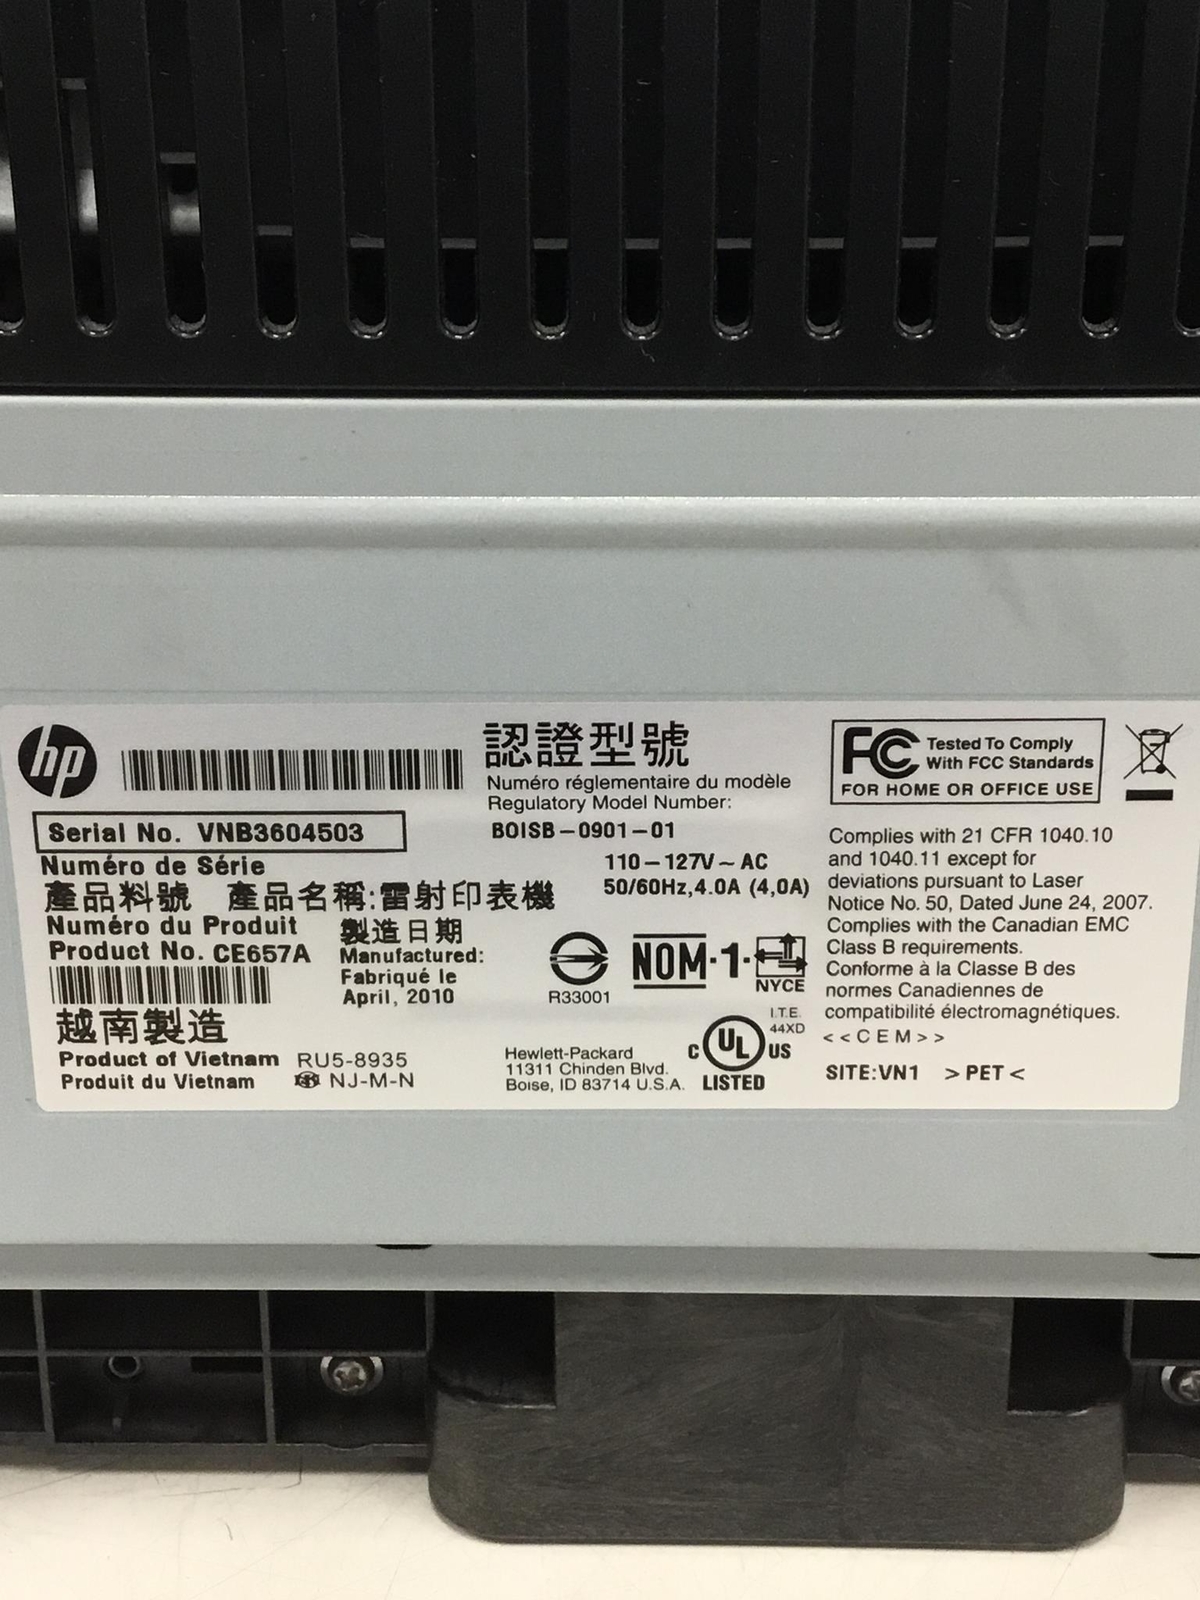 hp
Serial No. VNB3604503
Numéro de Série
產品料號 產品名稱:雷射印表機
Numéro du Produit
Product No. CE657A
製造日期
Manufactured:
Fabriqué le
April, 2010
越南製造
Product of Vietnam
Produit du Vietnam
RU5-8935
NJ-M-N
認證型號
Numéro réglementaire du modèle
Regulatory Model Number:
BOISB-0901-01
110-127V~AC
50/60Hz,4.0A (4,0A)
R33001
NOM-1-
NYCE
Hewlett-Packard
11311 Chinden Blvd.
Boise, ID 83714 U.S.A.
I.T.E.
44XD
C UL US
LISTED
FC Tested To Comply
With FCC Standards
FOR HOME OR OFFICE USE
Complies with 21 CFR 1040.10
and 1040.11 except for
deviations pursuant to Laser
Notice No. 50, Dated June 24, 2007.
Complies with the Canadian EMC
Class B requirements.
Conforme à la Classe B des
normes Canadiennes de
compatibilité électromagnétiques.
<<CEM>>
SITE:VN1 >PET<